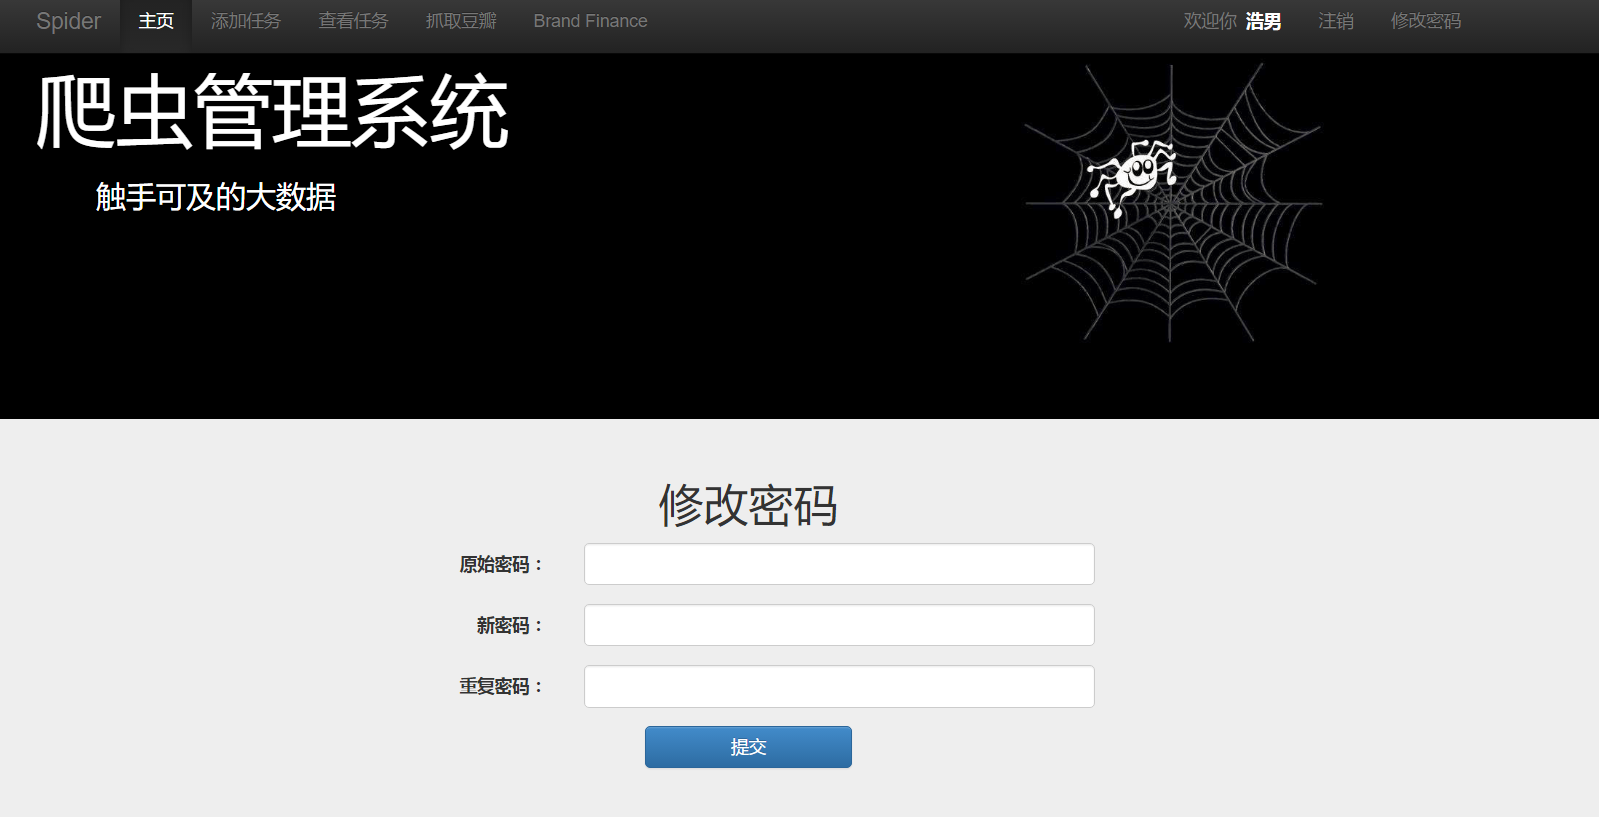 Spider 主页 添加任务 查看任务 抓取豆瓣 Brand Finance 欢迎你 浩男 注销 修改密码
爬虫管理系统
触手可及的大数据
修改密码
原始密码：
新密码：
重复密码：
提交